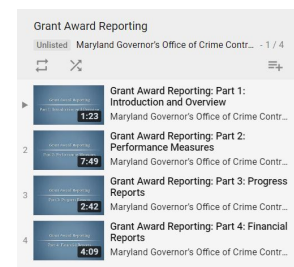 Grant Award Reporting
Unlisted Maryland Governor's Office of Crime Contr... - 1 / 4
Grant Award Reporting: Part 1:
Introduction and Overview
1:23
Maryland Governor's Office of Crime Contr...
Grant Award Reporting: Part 2:
Performance Measures
2
7:49
Maryland Governor's Office of Crime Contr...
Grant Award Reporting: Part 3: Progress
Reports
3
2:42
Maryland Governor's Office of Crime Contr...
Grant Award Reporting: Part 4: Financial
Reports
4
4:09
Maryland Governor's Office of Crime Contr...